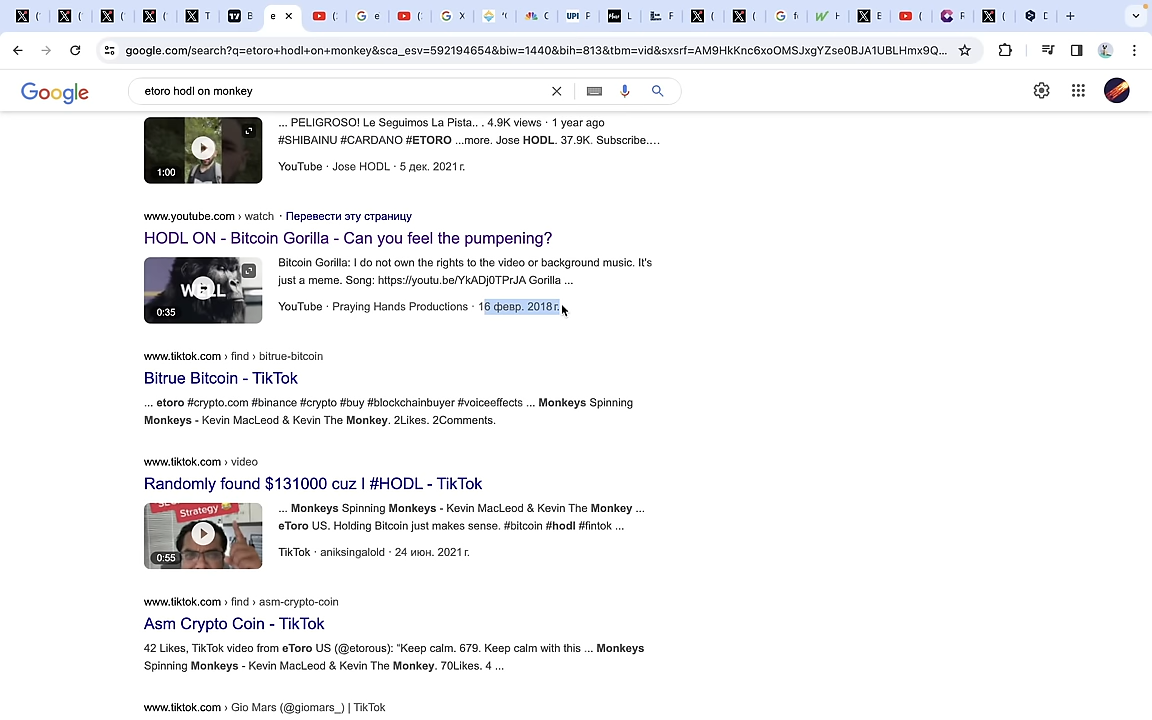 google.com/search?q=etoro+hodl+on+monkey&sca_esv=592194654&biw=1440&bih=813&tbm=vid&sxsrf=AM9HkKnc6xoOMSJxgYZse0BJA1UBLHmx9Q...
Google
etoro hodl on monkey
... PELIGROSO! Le Seguimos La Pista.. . 4.9K views · 1 year ago
#SHIBAINU #CARDANO #ETORO ...more. Jose HODL. 37.9K. Subscribe....
1:00
YouTube · Jose HODL · 5 дек. 2021 г.
www.youtube.com › watch · Перевести эту страницу
HODL ON - Bitcoin Gorilla - Can you feel the pumpening?
Bitcoin Gorilla: I do not own the rights to the video or background music. It's
just a meme. Song: https://youtu.be/YkADj0TPrJA Gorilla ...
WELL
0:35
YouTube · Praying Hands Productions · 16 февр. 2018 г.
www.tiktok.com › find › bitrue-bitcoin
Bitrue Bitcoin - TikTok
... etoro #crypto.com #binance #crypto #buy #blockchainbuyer #voiceeffects ... Monkeys Spinning
Monkeys - Kevin MacLeod & Kevin The Monkey. 2Likes. 2Comments.
www.tiktok.com › video
Randomly found $131000 cuz I #HODL - TikTok
Strategy
... Monkeys Spinning Monkeys - Kevin MacLeod & Kevin The Monkey ...
eToro US. Holding Bitcoin just makes sense. #bitcoin #hodl #fintok ...
0:55
TikTok · aniksingalold · 24 июн. 2021 г.
www.tiktok.com › find › asm-crypto-coin
Asm Crypto Coin - TikTok
42 Likes, TikTok video from eToro US (@etorous): "Keep calm. 679. Keep calm with this ... Monkeys
Spinning Monkeys - Kevin MacLeod & Kevin The Monkey. 70Likes. 4 ...
www.tiktok.com › Gio Mars (@giomars_) | TikTok